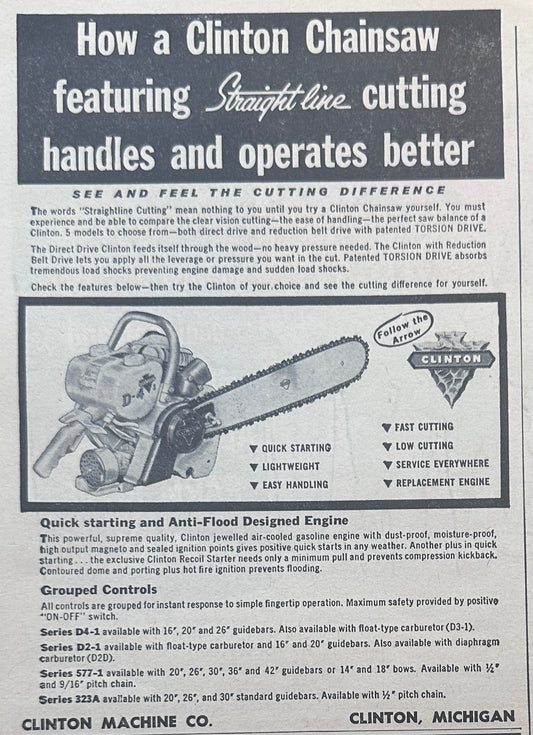 How a Clinton Chainsaw
featuring Straight line cutting
handles and operates better
SEE AND FEEL THE CUTTING DIFFERENCE
The words "Straightline Cutting" mean nothing to you until you try a Clinton Chainsaw yourself. You must
experience and be able to compare the clear vision cutting—the ease of handling—the perfect saw balance of a
Clinton. 5 models to choose from—both direct drive and reduction belt drive with patented TORSION DRIVE.
The Direct Drive Clinton feeds itself through the wood—no heavy pressure needed. The Clinton with Reduction
Belt Drive lets you apply all the leverage or pressure you want in the cut. Patented TORSION DRIVE absorbs
tremendous load shocks preventing engine damage and sudden load shocks.
Check the features below—then try the Clinton of your choice and see the cutting difference for yourself.
Follow the
Arrow
CLINTON
D-4
▼ QUICK STARTING
▼ LIGHTWEIGHT
▼ EASY HANDLING
▼ FAST CUTTING
▼ LOW CUTTING
▼ SERVICE EVERYWHERE
▼ REPLACEMENT ENGINE
Quick starting and Anti-Flood Designed Engine
This powerful, supreme quality, Clinton jewelled air-cooled gasoline engine with dust-proof, moisture-proof,
high output magneto and sealed ignition points gives positive quick starts in any weather. Another plus in quick
starting . . . the exclusive Clinton Recoil Starter needs only a minimum pull and prevents compression kickback.
Contoured dome and porting plus hot fire ignition prevents flooding.
Grouped Controls
All controls are grouped for instant response to simple fingertip operation. Maximum safety provided by positive
"ON-OFF" switch.
Series D4-1 available with 16", 20" and 26" guidebars. Also available with float-type carburetor (D3-1).
Series D2-1 available with float-type carburetor and 16" and 20" guidebars. Also available with diaphragm
carburetor (D2D).
Series 577-1 available with 20", 26", 30", 36" and 42" guidebars or 14" and 18" bows. Available with ½"
and 9/16" pitch chain.
Series 323A available with 20", 26", and 30" standard guidebars. Available with ½" pitch chain.
CLINTON MACHINE CO.
CLINTON, MICHIGAN